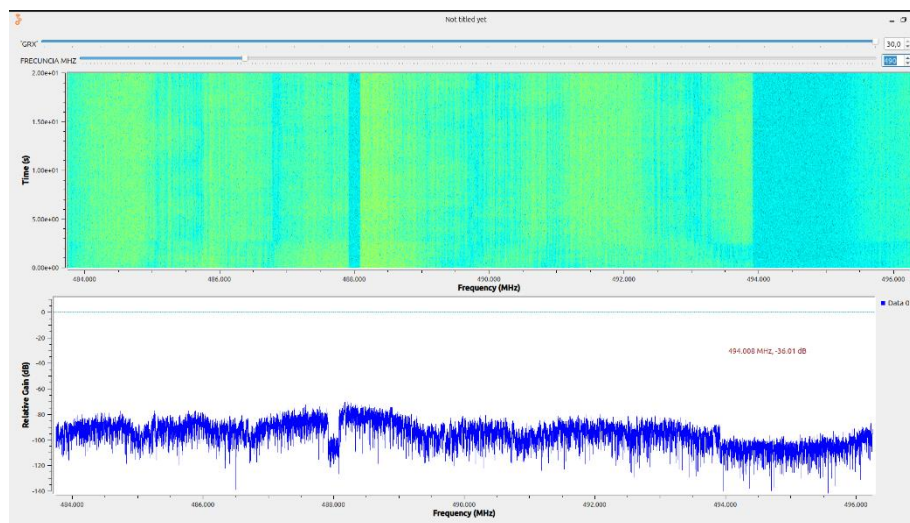 Not titled yet
'GRX'
30,0
FRECUNCIA MHZ
490
2.00e+01
1.50e+01
1.00e+01
5.00e+00
0.00e+00
Time (s)
484.000 486.000 488.000 490.000 492.000 494.000 496.000
Frequency (MHz)
Data 0
0
-20
-40
-60
-80
-100
-120
-140
Relative Gain (dB)
494.008 MHz, -36.01 dB
484.000 486.000 488.000 490.000 492.000 494.000 496.000
Frequency (MHz)